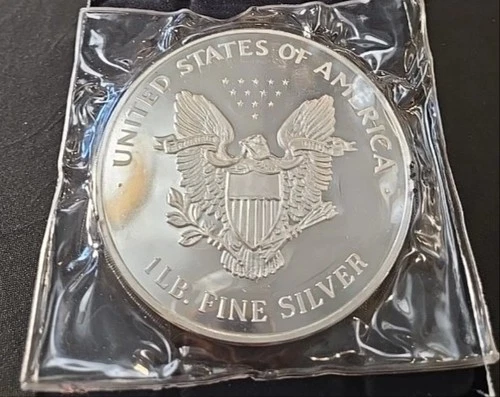 UNITED STATES OF AMERICA
1 LB. FINE SILVER